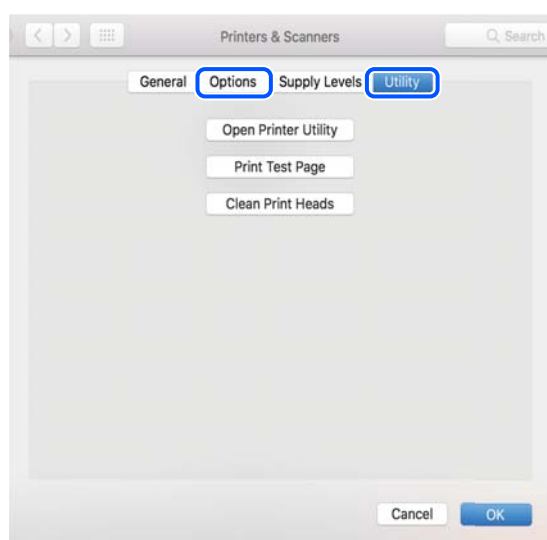 Printers & Scanners Search
General Options Supply Levels Utility
Open Printer Utility
Print Test Page
Clean Print Heads
Cancel OK